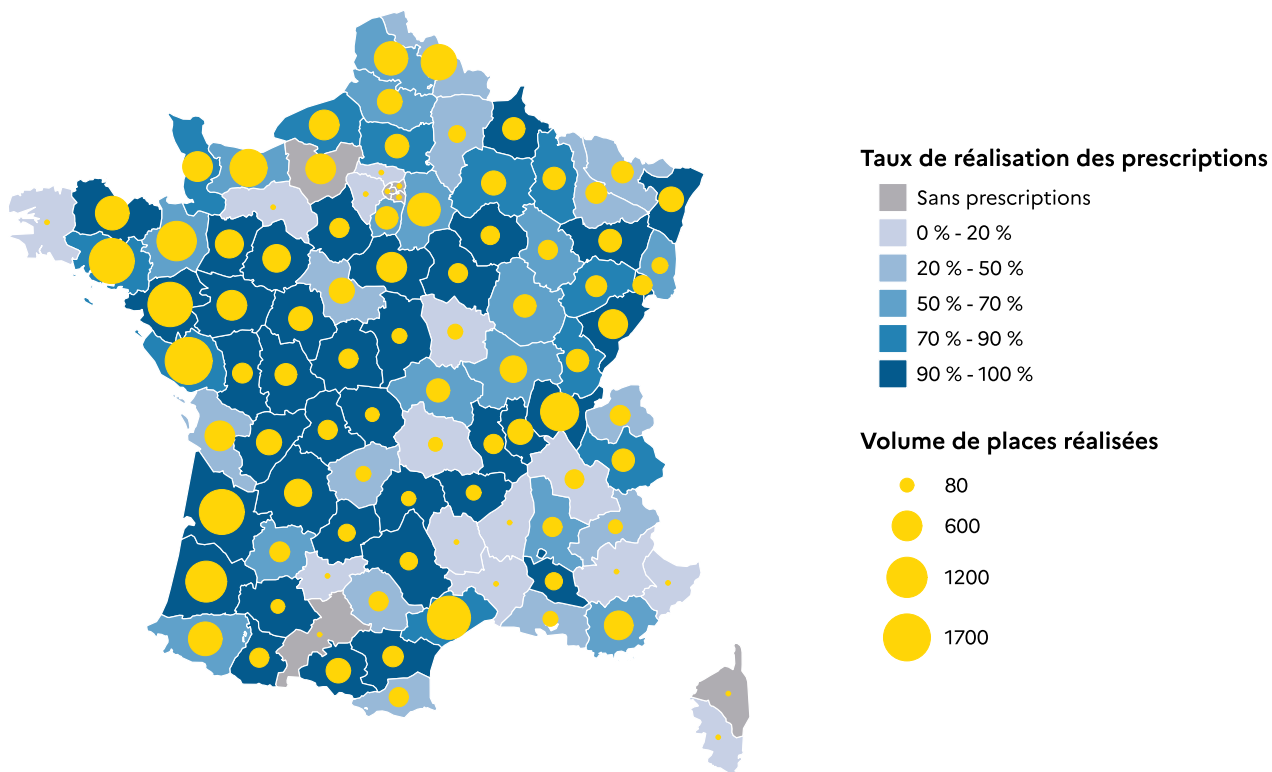 Taux de réalisation des prescriptions
Sans prescriptions
0 % - 20 %
20 % - 50 %
50 % - 70 %
70 % - 90 %
90 % - 100 %
Volume de places réalisées
80
600
1200
1700